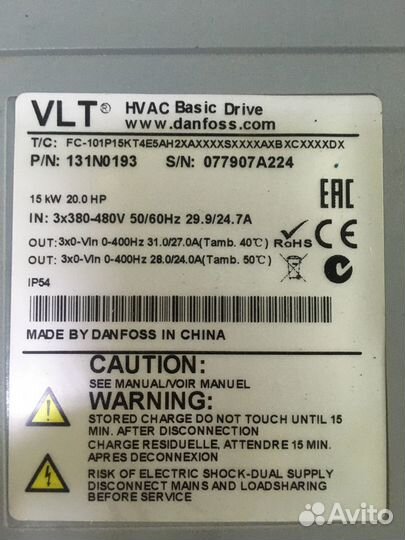 VLT® HVAC Basic Drive
www.danfoss.com
T/C: FC-101P15KT4E5AH2XAXXXXSXXXXAXBXCXXXXDX
P/N: 131N0193 S/N: 077907A224
15 kW 20.0 HP
IN: 3x380-480V 50/60Hz 29.9/24.7A
OUT: 3x0-Vin 0-400Hz 31.0/27.0A(Tamb. 40℃)
OUT: 3x0-Vin 0-400Hz 28.0/24.0A(Tamb. 50℃)
EAC
RoHS CE
IP54
MADE BY DANFOSS IN CHINA
CAUTION:
SEE MANUAL/VOIR MANUEL
WARNING:
STORED CHARGE DO NOT TOUCH UNTIL 15
MIN. AFTER DISCONNECTION
CHARGE RESIDUELLE, ATTENDRE 15 MIN.
APRES DECONNEXION
RISK OF ELECTRIC SHOCK-DUAL SUPPLY
DISCONNECT MAINS AND LOADSHARING
BEFORE SERVICE
Avito